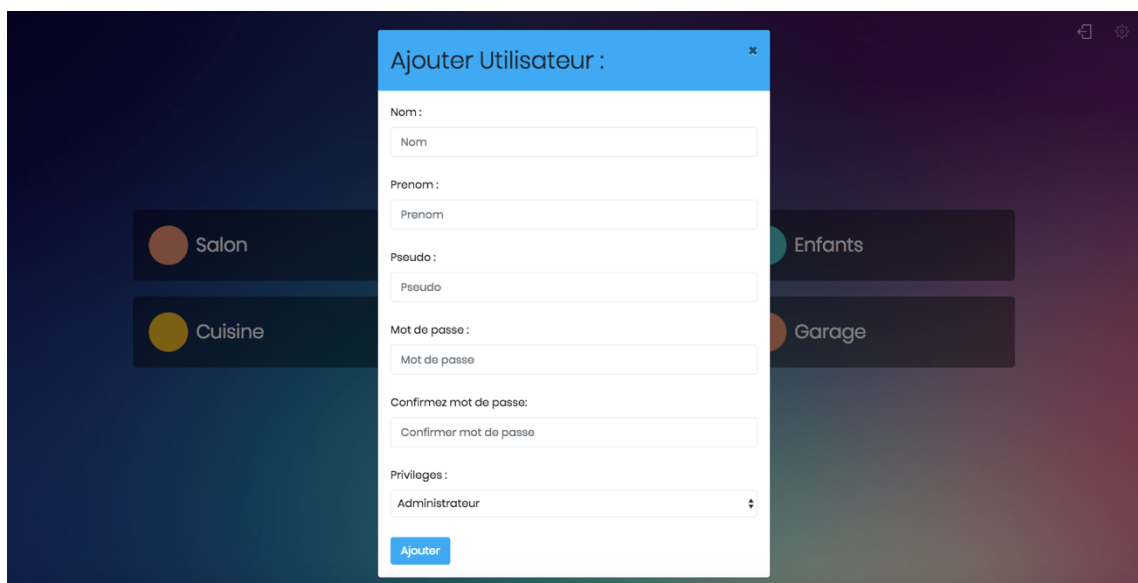 Ajouter Utilisateur :
×
Nom :
Nom
Prenom :
Prenom
Salon
Enfants
Pseudo :
Pseudo
Cuisine
Garage
Mot de passe :
Mot de passe
Confirmez mot de passe:
Confirmer mot de passe
Privileges :
Administrateur
Ajouter